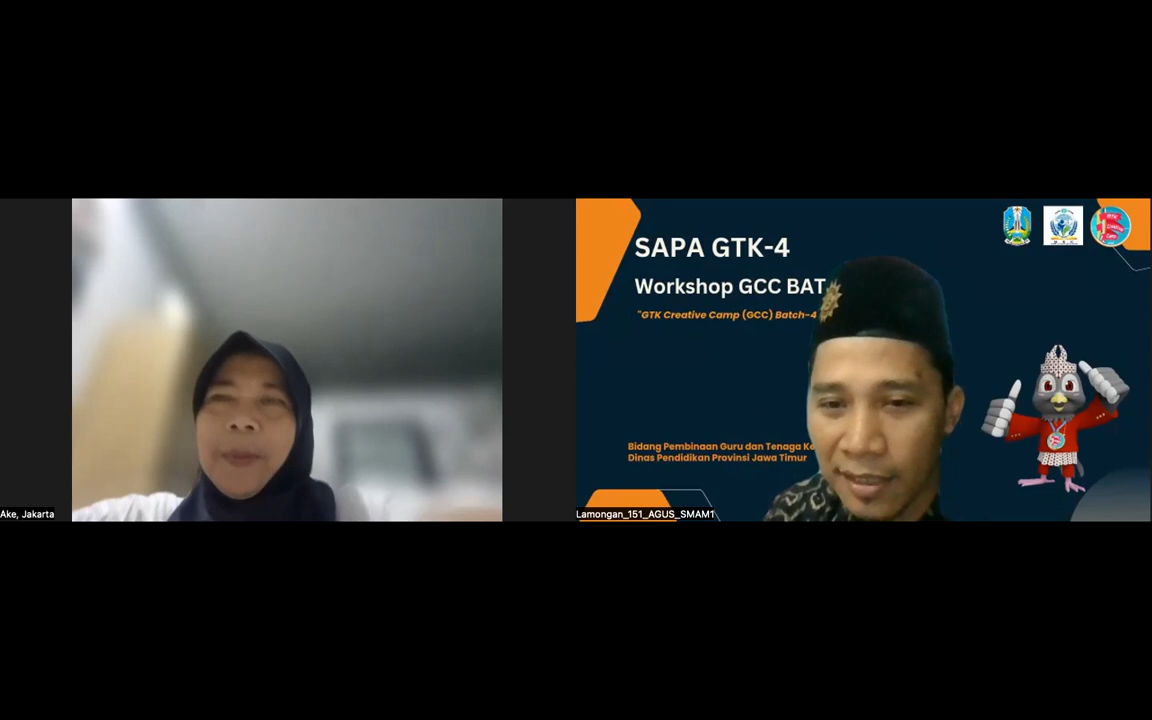 SAPA GTK-4
Workshop GCC BAT
"GTK Creative Camp (GCC) Batch-4
Bidang Pembinaan Guru dan Tenaga Ke
Dinas Pendidikan Provinsi Jawa Timur
Ake, Jakarta
Lamongan_151_AGUS_SMAM1